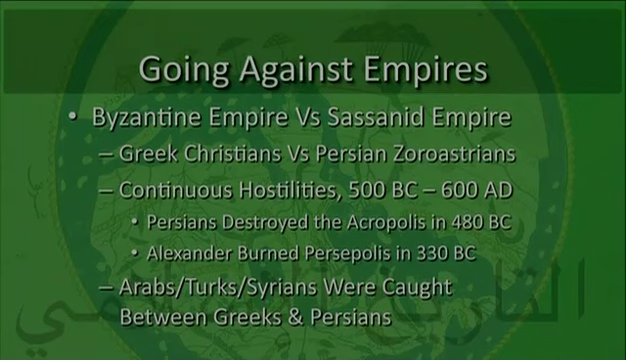 Going Against Empires
• Byzantine Empire Vs Sassanid Empire
– Greek Christians Vs Persian Zoroastrians
– Continuous Hostilities, 500 BC – 600 AD
• Persians Destroyed the Acropolis in 480 BC
• Alexander Burned Persepolis in 330 BC
– Arabs/Turks/Syrians Were Caught
Between Greeks & Persians